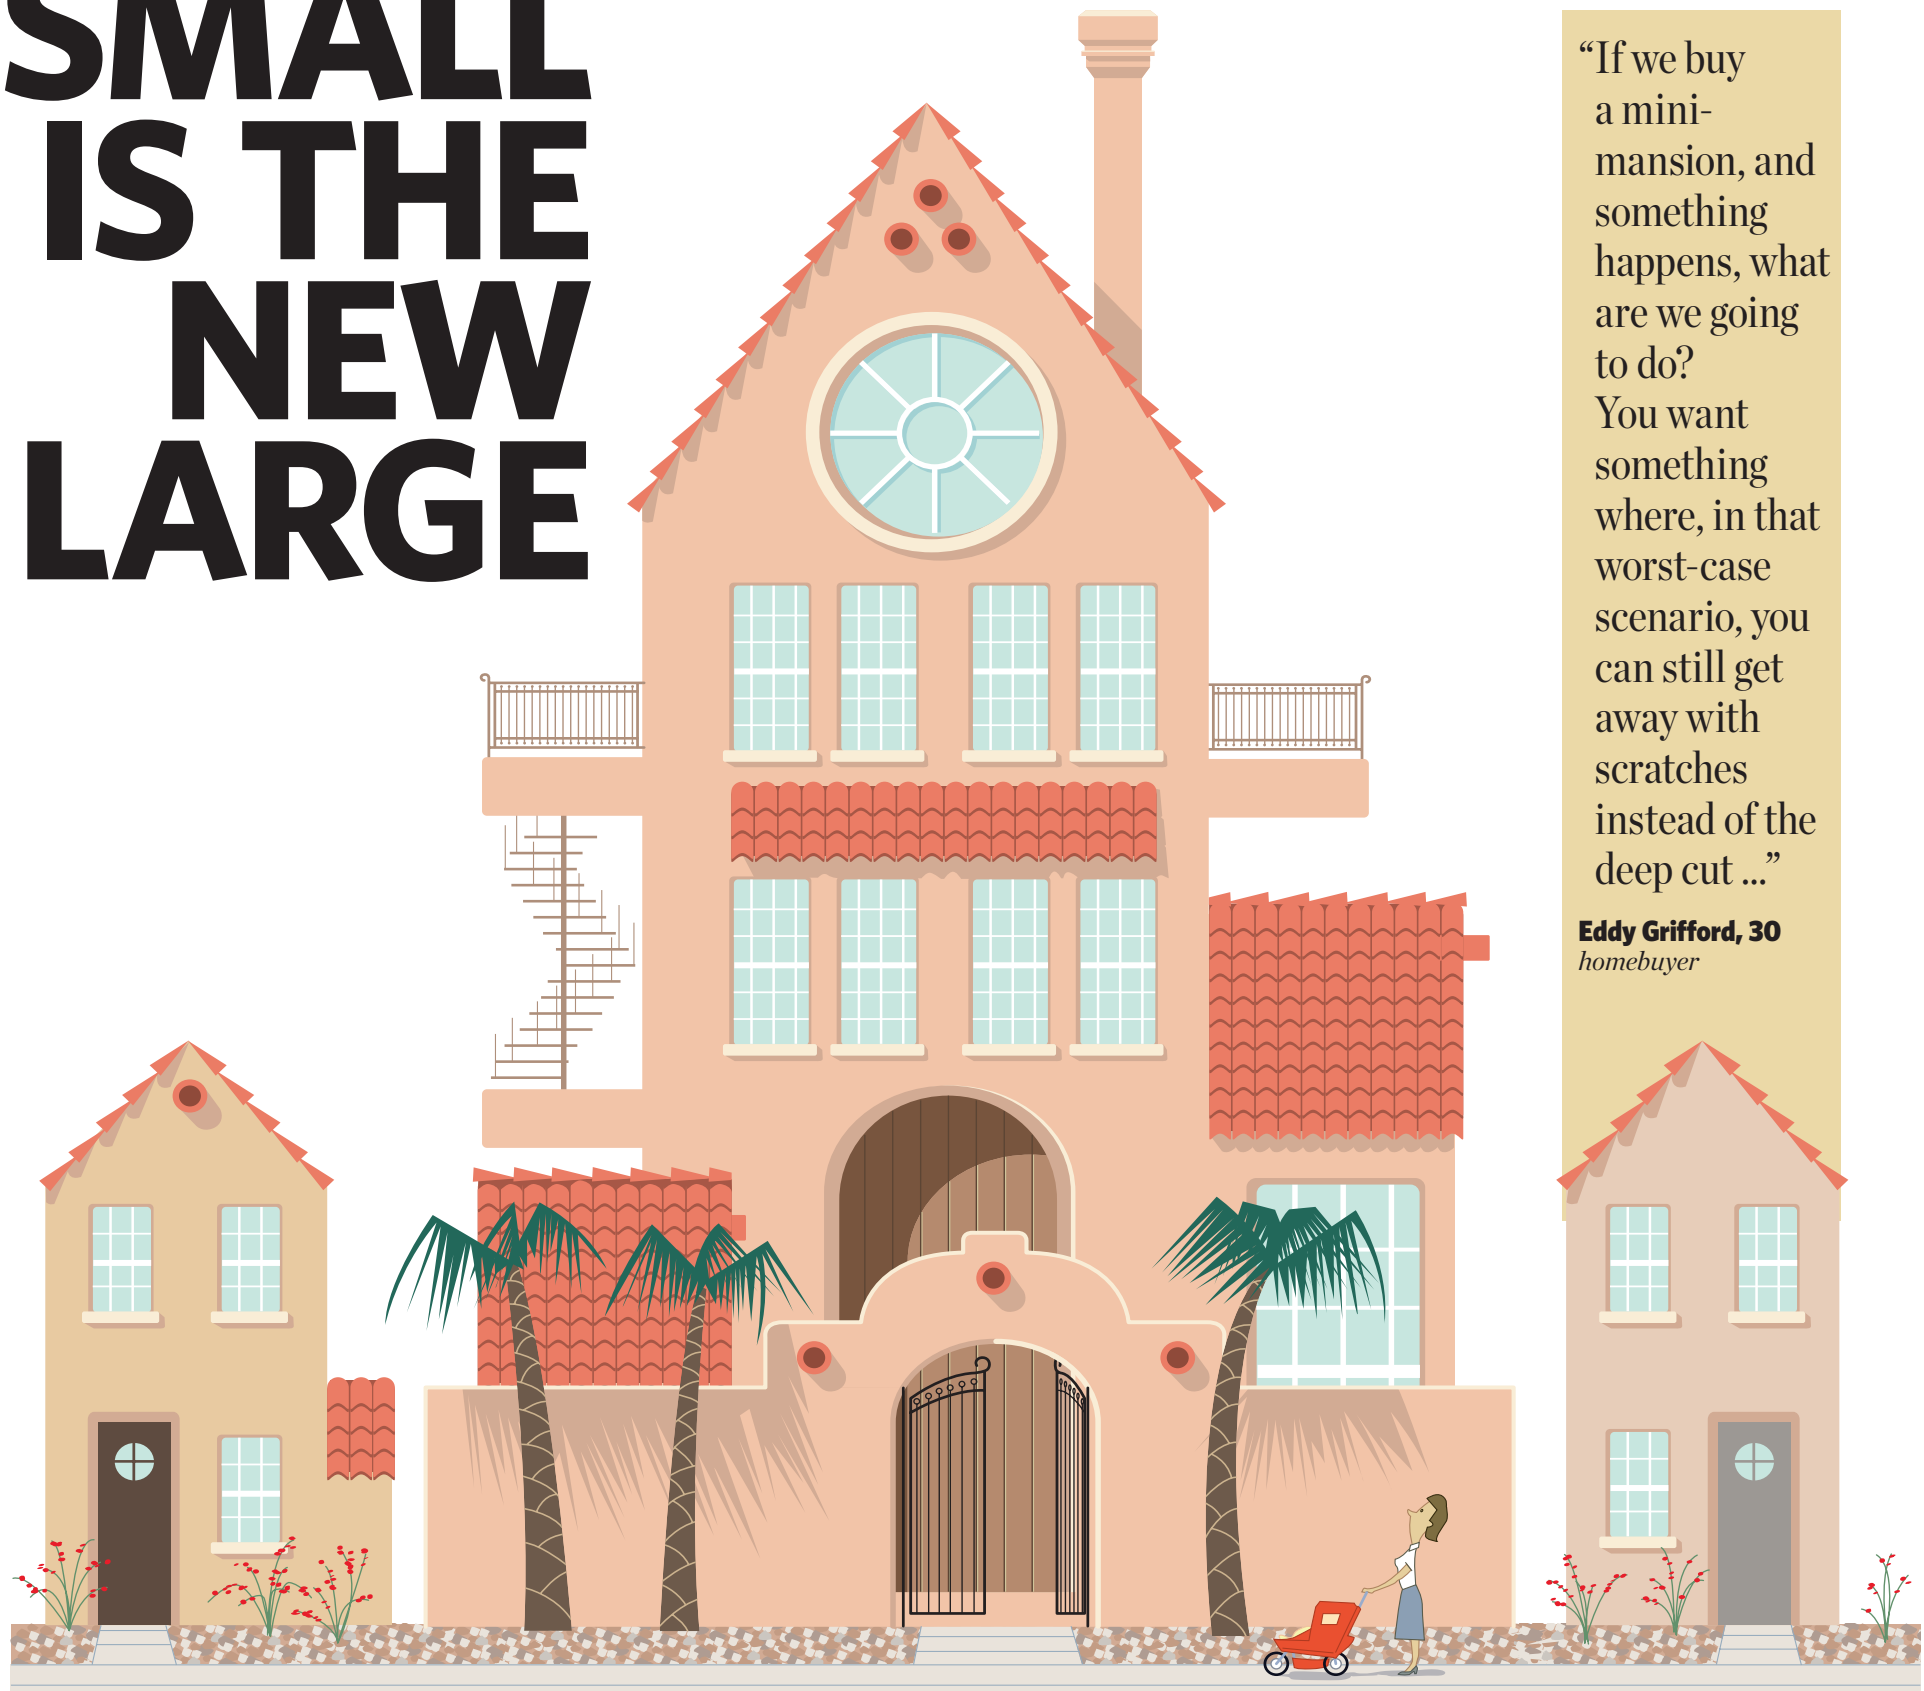 SMALL
IS THE
NEW
LARGE
“If we buy
a mini-
mansion, and
something
happens, what
are we going
to do?
You want
something
where, in that
worst-case
scenario, you
can still get
away with
scratches
instead of the
deep cut ...”
Eddy Grifford, 30
homebuyer